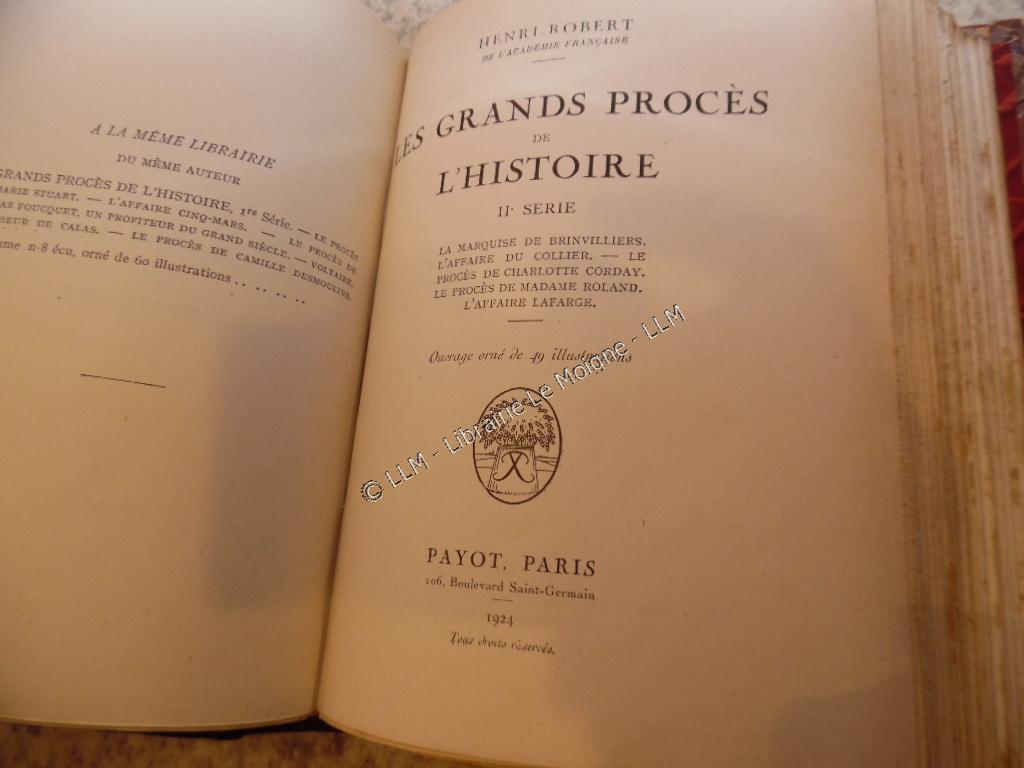 A LA MÊME LIBRAIRIE
DU MÊME AUTEUR
GRANDS PROCÈS DE L'HISTOIRE, 1re Série. — LE PROCÈS
MARIE STUART. — L'AFFAIRE CINQ-MARS. — LE PROCÈS DE
FOUCQUET, UN PROFITEUR DU GRAND SIÈCLE. — VOLTAIRE,
DE CALAS. — LE PROCÈS DE CAMILLE DESMOULINS.
n-8 écu, orné de 60 illustrations .. .. .. ..
HENRI-ROBERT
DE L'ACADÉMIE FRANÇAISE
LES GRANDS PROCÈS
DE
L'HISTOIRE
IIe SERIE
LA MARQUISE DE BRINVILLIERS.
L'AFFAIRE DU COLLIER. — LE
PROCÈS DE CHARLOTTE CORDAY.
LE PROCÈS DE MADAME ROLAND.
L'AFFAIRE LAFARGE.
Ouvrage orné de 49 illustrations
© LLM - Librairie Le Moigne - LLM
PAYOT, PARIS
106, Boulevard Saint-Germain
1924
Tous droits réservés.